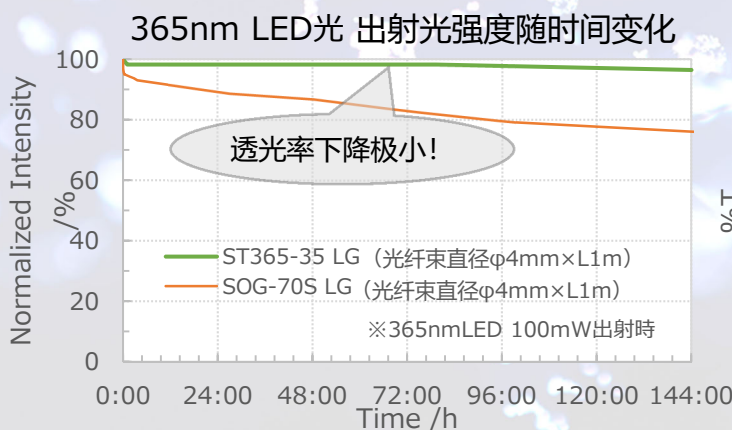 365nm LED光 出射光强度随时间变化
Normalized Intensity
/%
100
80
60
40
20
0
透光率下降极小！
ST365-35 LG（光纤束直径φ4mm×L1m）
SOG-70S LG（光纤束直径φ4mm×L1m）
※365nmLED 100mW出射時
0:00 24:00 48:00 72:00 96:00 120:00 144:00
Time /h
T%